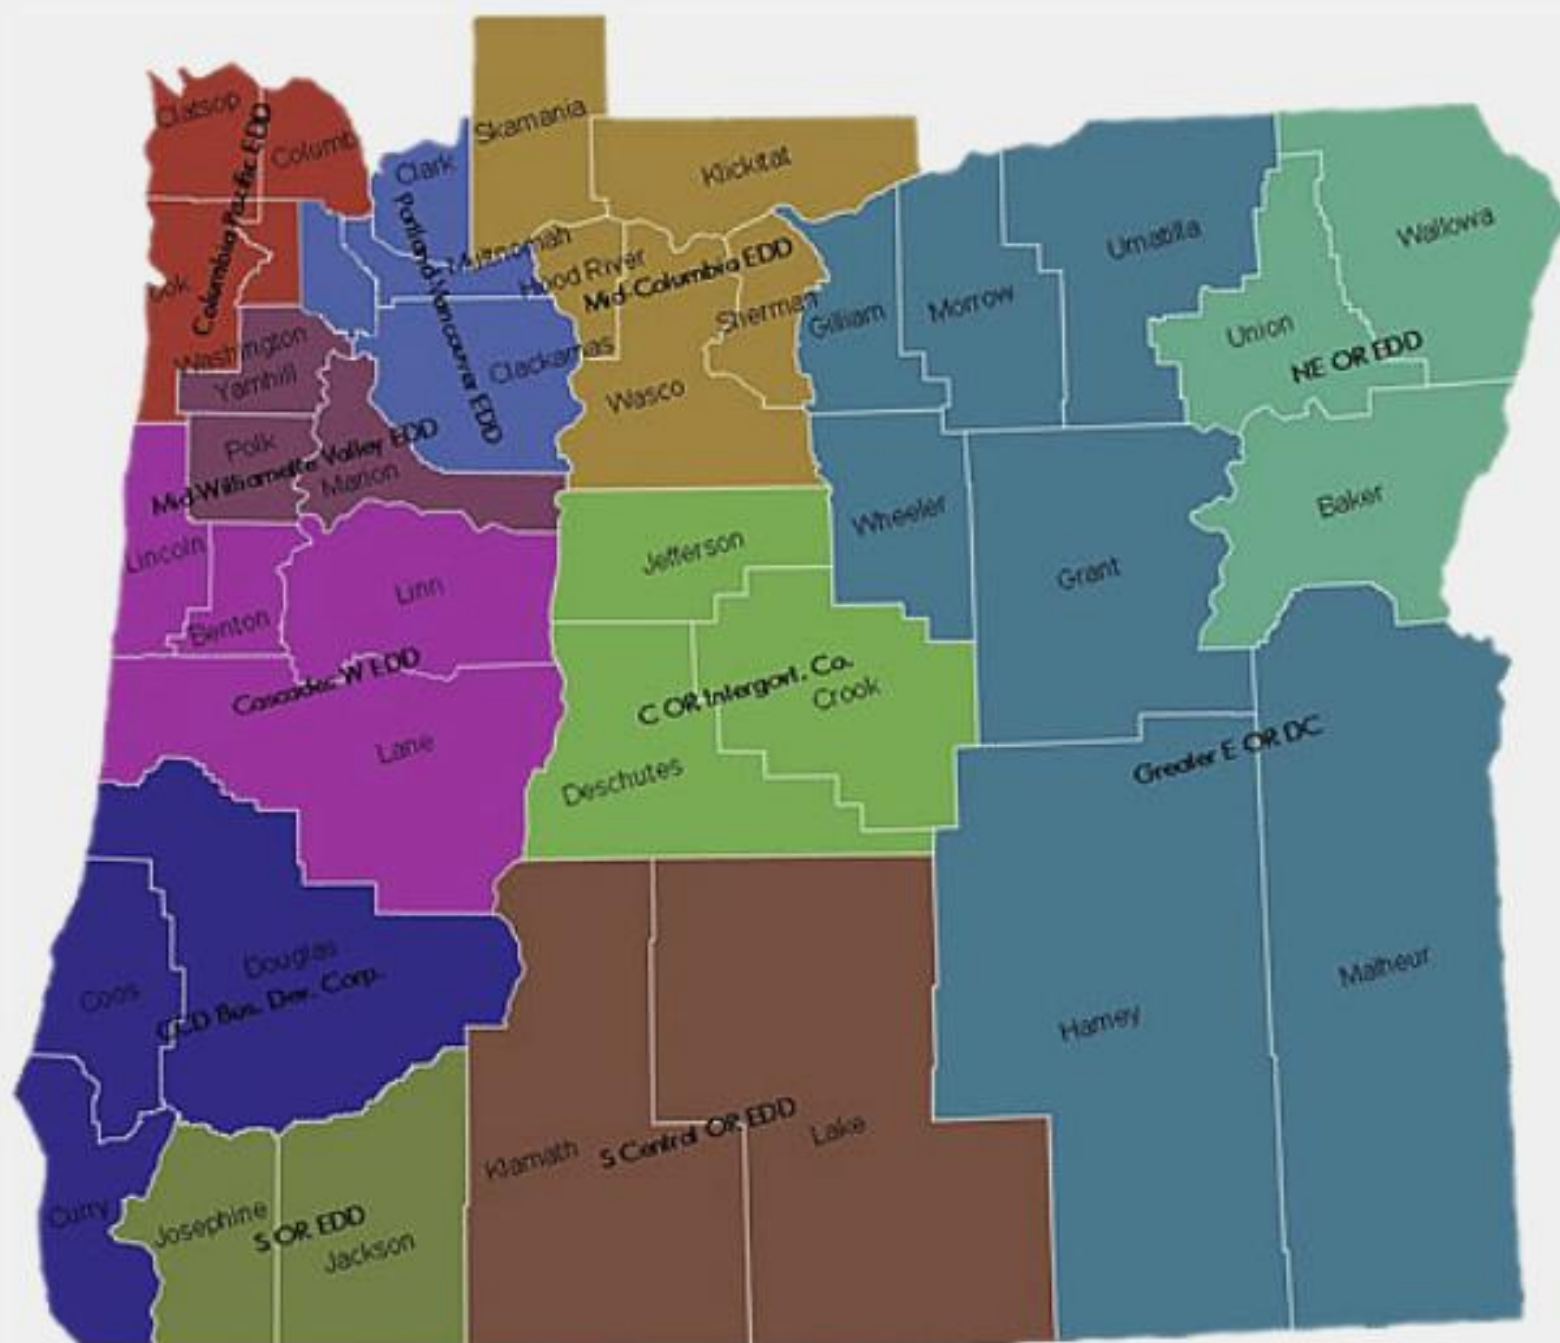 Clatsop
Columb
Columbia Pacific EDD
ook
Skamania
Klickitat
Clark
Portland Vancouver EDD
Multnomah
Hood River
Mid-Columbia EDD
Sherman
Wasco
Clackamas
Washington
Yamhill
Polk
Mid-Williamette Valley EDD
Marion
Gilliam
Morrow
Umatilla
Wallowa
Union
NE OR EDD
Baker
Wheeler
Grant
Jefferson
Lincoln
Linn
Benton
Cascades W EDD
Lane
C OR Intergovt. Co.
Crook
Deschutes
Greater E OR DC
Malheur
Harney
Douglas
Coos
CCD Bus. Dev. Corp.
Curry
Josephine
S OR EDD
Jackson
Klamath
S Central OR EDD
Lake